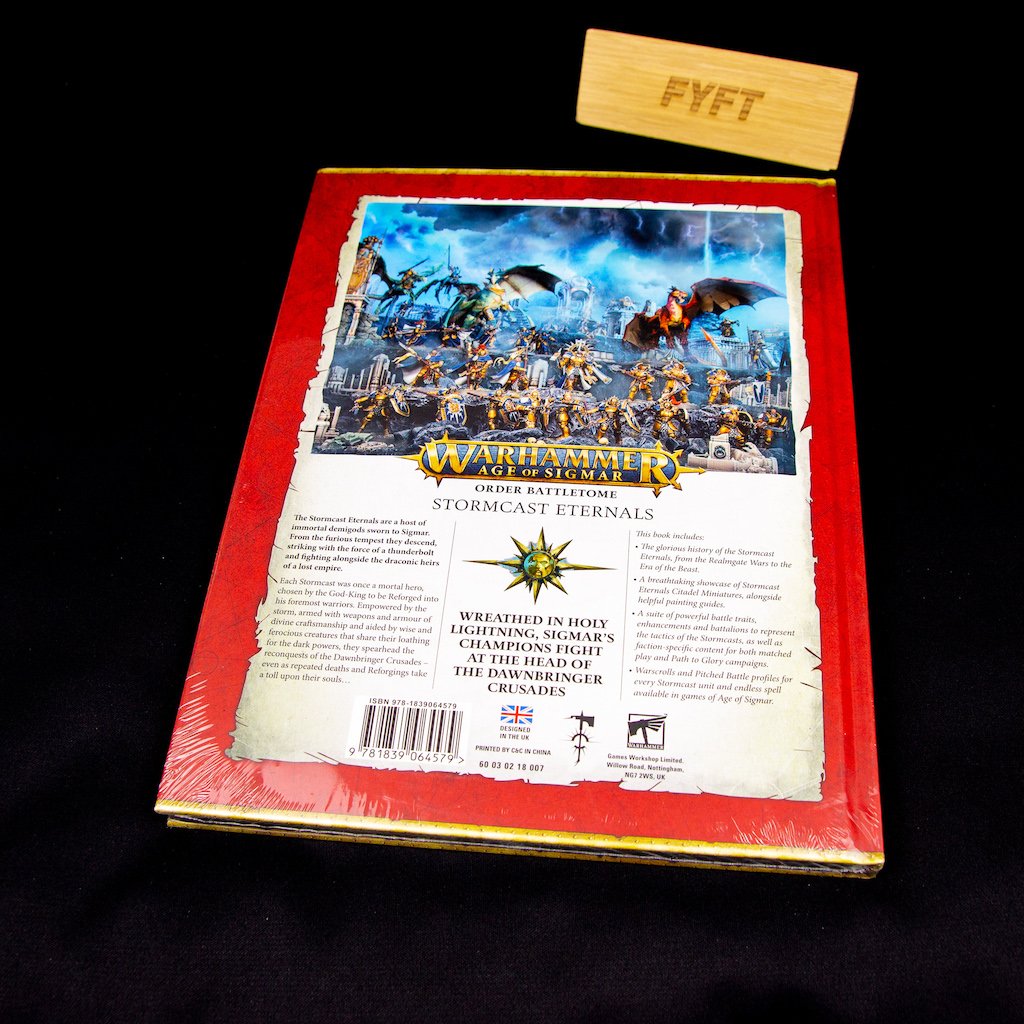 FYFT
WARHAMMER
AGE OF SIGMAR
ORDER BATTLETOME
STORMCAST ETERNALS
The Stormcast Eternals are a host of
immortal demigods sworn to Sigmar.
From the furious tempest they descend,
striking with the force of a thunderbolt
and fighting alongside the draconic heirs
of a lost empire.
Each Stormcast was once a mortal hero,
chosen by the God-King to be Reforged into
his foremost warriors. Empowered by the
storm, armed with weapons and armour of
divine craftsmanship and aided by wise and
ferocious creatures that share their loathing
for the dark powers, they spearhead the
reconquests of the Dawnbringer Crusades –
even as repeated deaths and Reforgings take
a toll upon their souls...
WREATHED IN HOLY
LIGHTNING, SIGMAR'S
CHAMPIONS FIGHT
AT THE HEAD OF
THE DAWNBRINGER
CRUSADES
This book includes:
• The glorious history of the Stormcast
Eternals, from the Realmgate Wars to the
Era of the Beast.
• A breathtaking showcase of Stormcast
Eternals Citadel Miniatures, alongside
helpful painting guides.
• A suite of powerful battle traits,
enhancements and battalions to represent
the tactics of the Stormcasts, as well as
faction-specific content for both matched
play and Path to Glory campaigns.
• Warscrolls and Pitched Battle profiles for
every Stormcast unit and endless spell
available in games of Age of Sigmar.
ISBN 978-1839064579
9 781839 064579 >
DESIGNED
IN THE UK
PRINTED BY C&C IN CHINA
60 03 02 18 007
WARHAMMER
Games Workshop Limited,
Willow Road, Nottingham,
NG7 2WS, UK